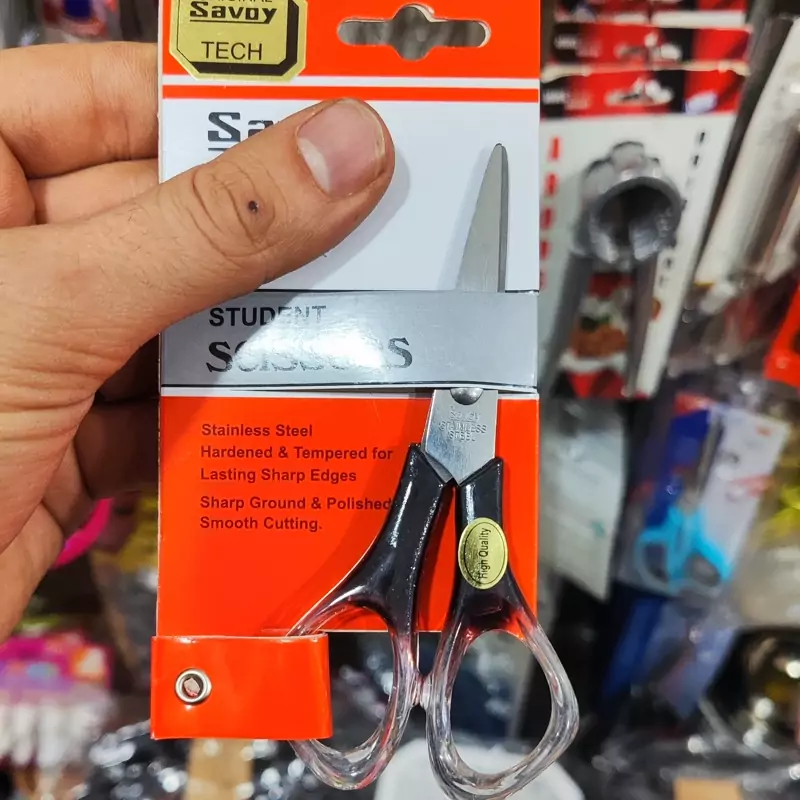 Savoy
TECH
STUDENT
SCISSORS
Stainless Steel
Hardened & Tempered for
Lasting Sharp Edges
Sharp Ground & Polished
Smooth Cutting.
STAINLESS
STEEL
High Quality